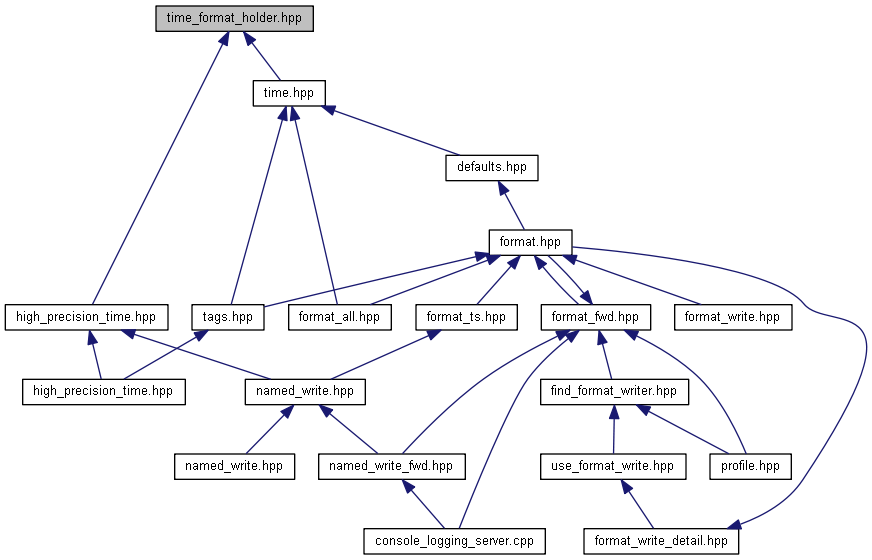 time_format_holder.hpp
time.hpp
defaults.hpp
format.hpp
high_precision_time.hpp
tags.hpp
format_all.hpp
format_ts.hpp
format_fwd.hpp
format_write.hpp
high_precision_time.hpp
named_write.hpp
find_format_writer.hpp
named_write.hpp
named_write_fwd.hpp
use_format_write.hpp
profile.hpp
console_logging_server.cpp
format_write_detail.hpp